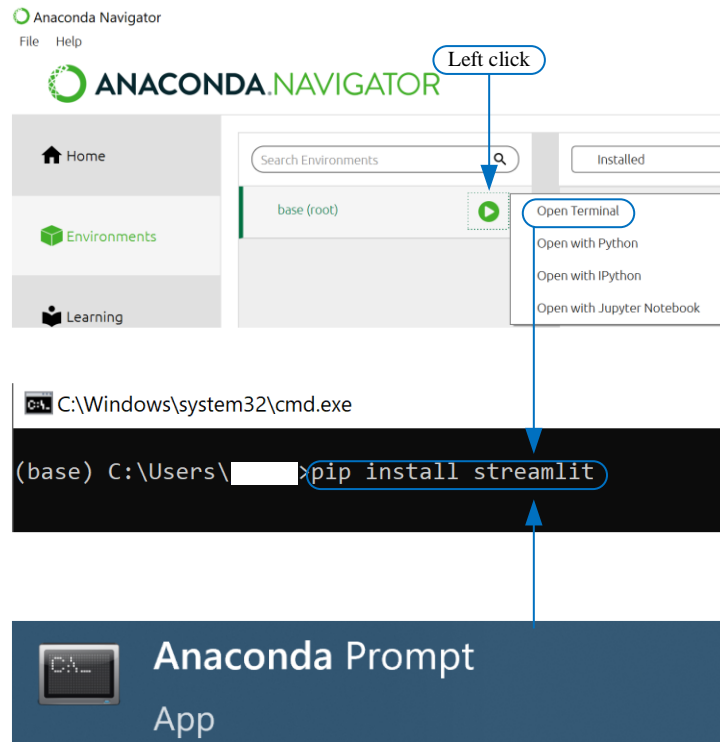 Anaconda Navigator
File Help
Left click
ANACONDA.NAVIGATOR
Home
Search Environments
Installed
base (root)
Open Terminal
Environments
Open with Python
Open with IPython
Learning
Open with Jupyter Notebook
C:\Windows\system32\cmd.exe
(base) C:\Users\ >pip install streamlit
C:\_
Anaconda Prompt
App